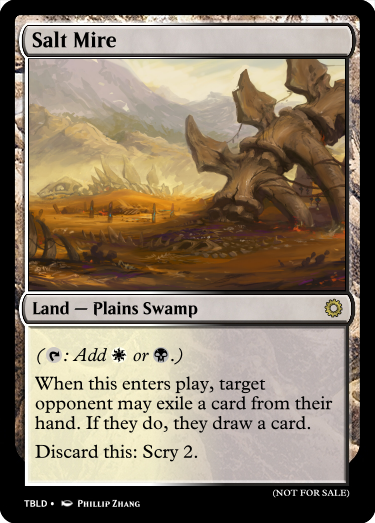 Salt Mire
Land — Plains Swamp
(: Add or .)
When this enters play, target
opponent may exile a card from their
hand. If they do, they draw a card.
Discard this: Scry 2.
(NOT FOR SALE)
TBLD • Phillip Zhang